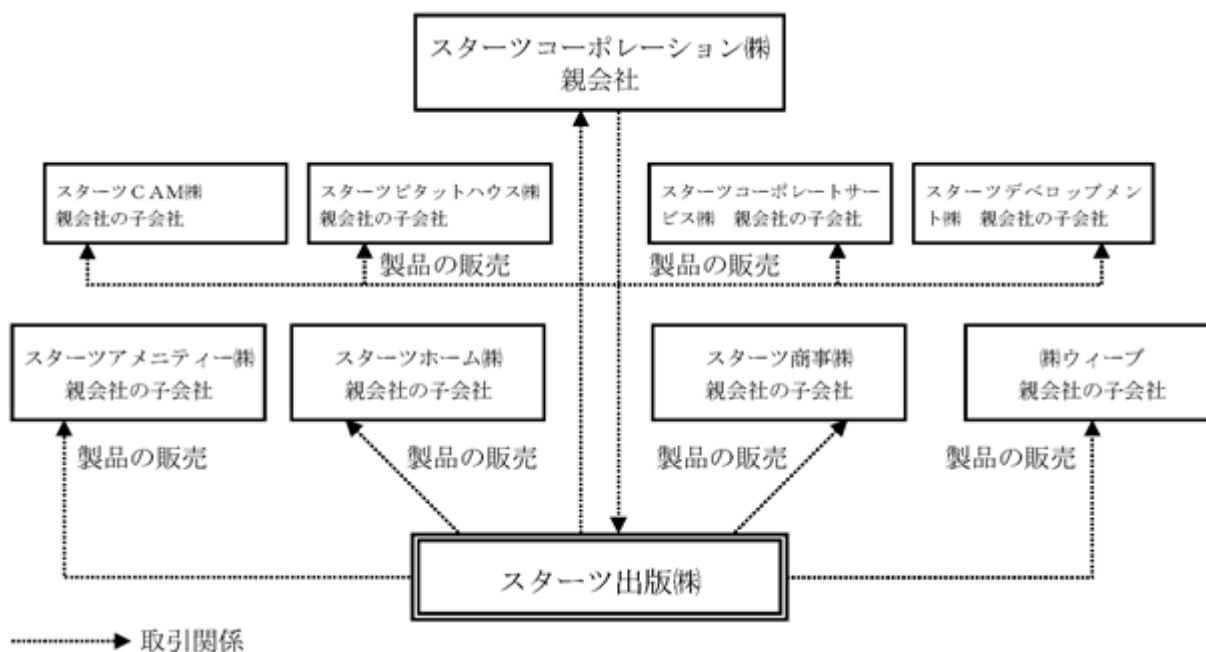 スターツコーポレーション㈱
親会社
スターツCAM㈱
親会社の子会社
スターツピタットハウス㈱
親会社の子会社
スターツコーポレートサー
ビス㈱ 親会社の子会社
スターツデベロップメン
ト㈱ 親会社の子会社
製品の販売
製品の販売
スターツアメニティー㈱
親会社の子会社
スターツホーム㈱
親会社の子会社
スターツ商事㈱
親会社の子会社
㈱ウィーブ
親会社の子会社
製品の販売
製品の販売
製品の販売
製品の販売
スターツ出版㈱
取引関係